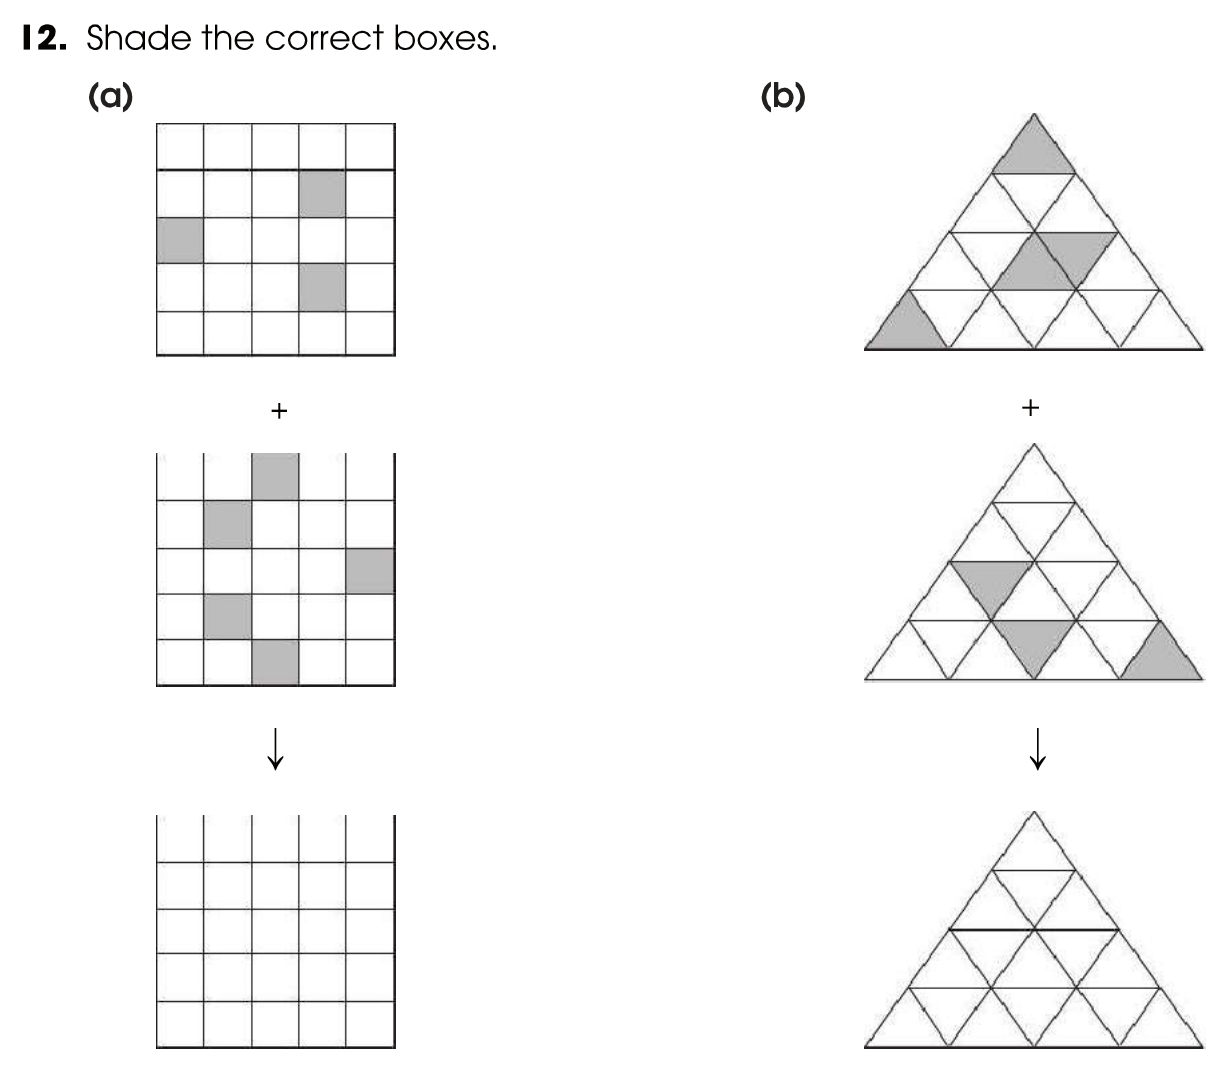 12. Shade the correct boxes.
(a)
(b)
+
+
↓
↓